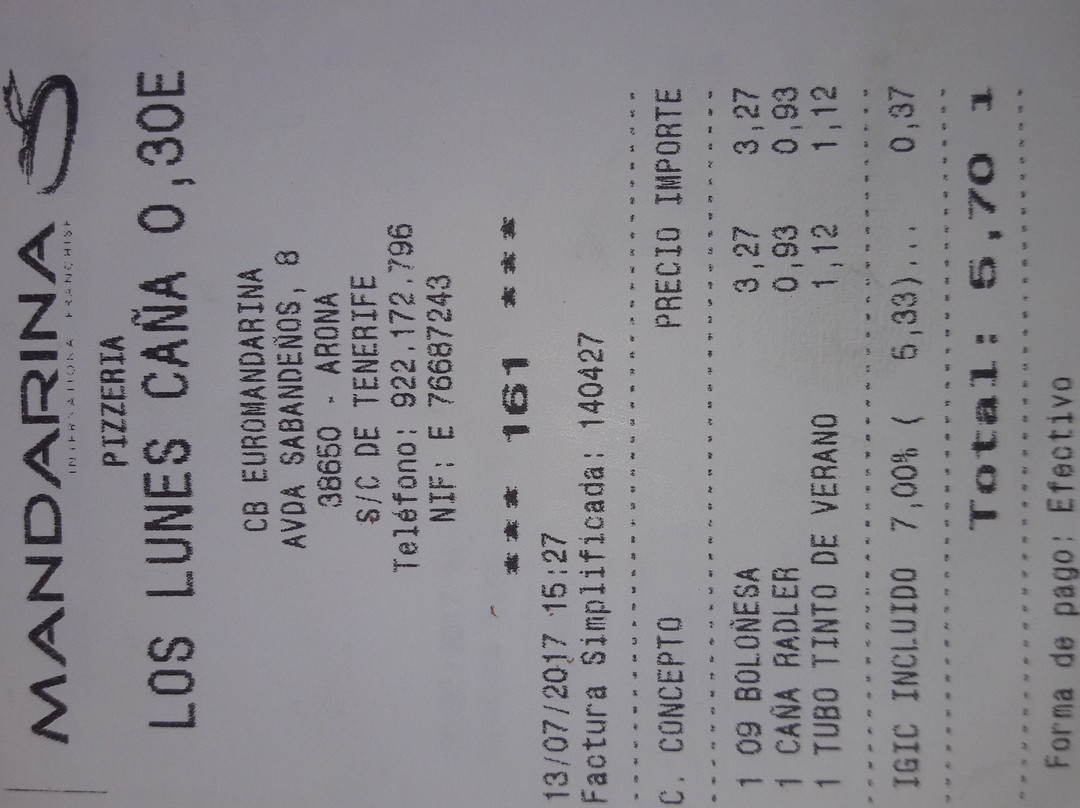 MANDARINA
INTERNATIONAL FRANCHISE
PIZZERIA
LOS LUNES CAÑA 0,30E
CB EUROMANDARINA
AVDA SABANDEÑOS, 8
38650 - ARONA
S/C DE TENERIFE
Teléfono: 922.172.796
NIF: E 76687243
*** 161 ***
13/07/2017 15:27
Factura Simplificada: 140427
C. CONCEPTO PRECIO IMPORTE
1 09 BOLOÑESA 3,27 3,27
1 CAÑA RADLER 0,93 0,93
1 TUBO TINTO DE VERANO 1,12 1,12
IGIC INCLUIDO 7,00% ( 5,33)... 0,37
Total: 5,70 1
Forma de pago: Efectivo